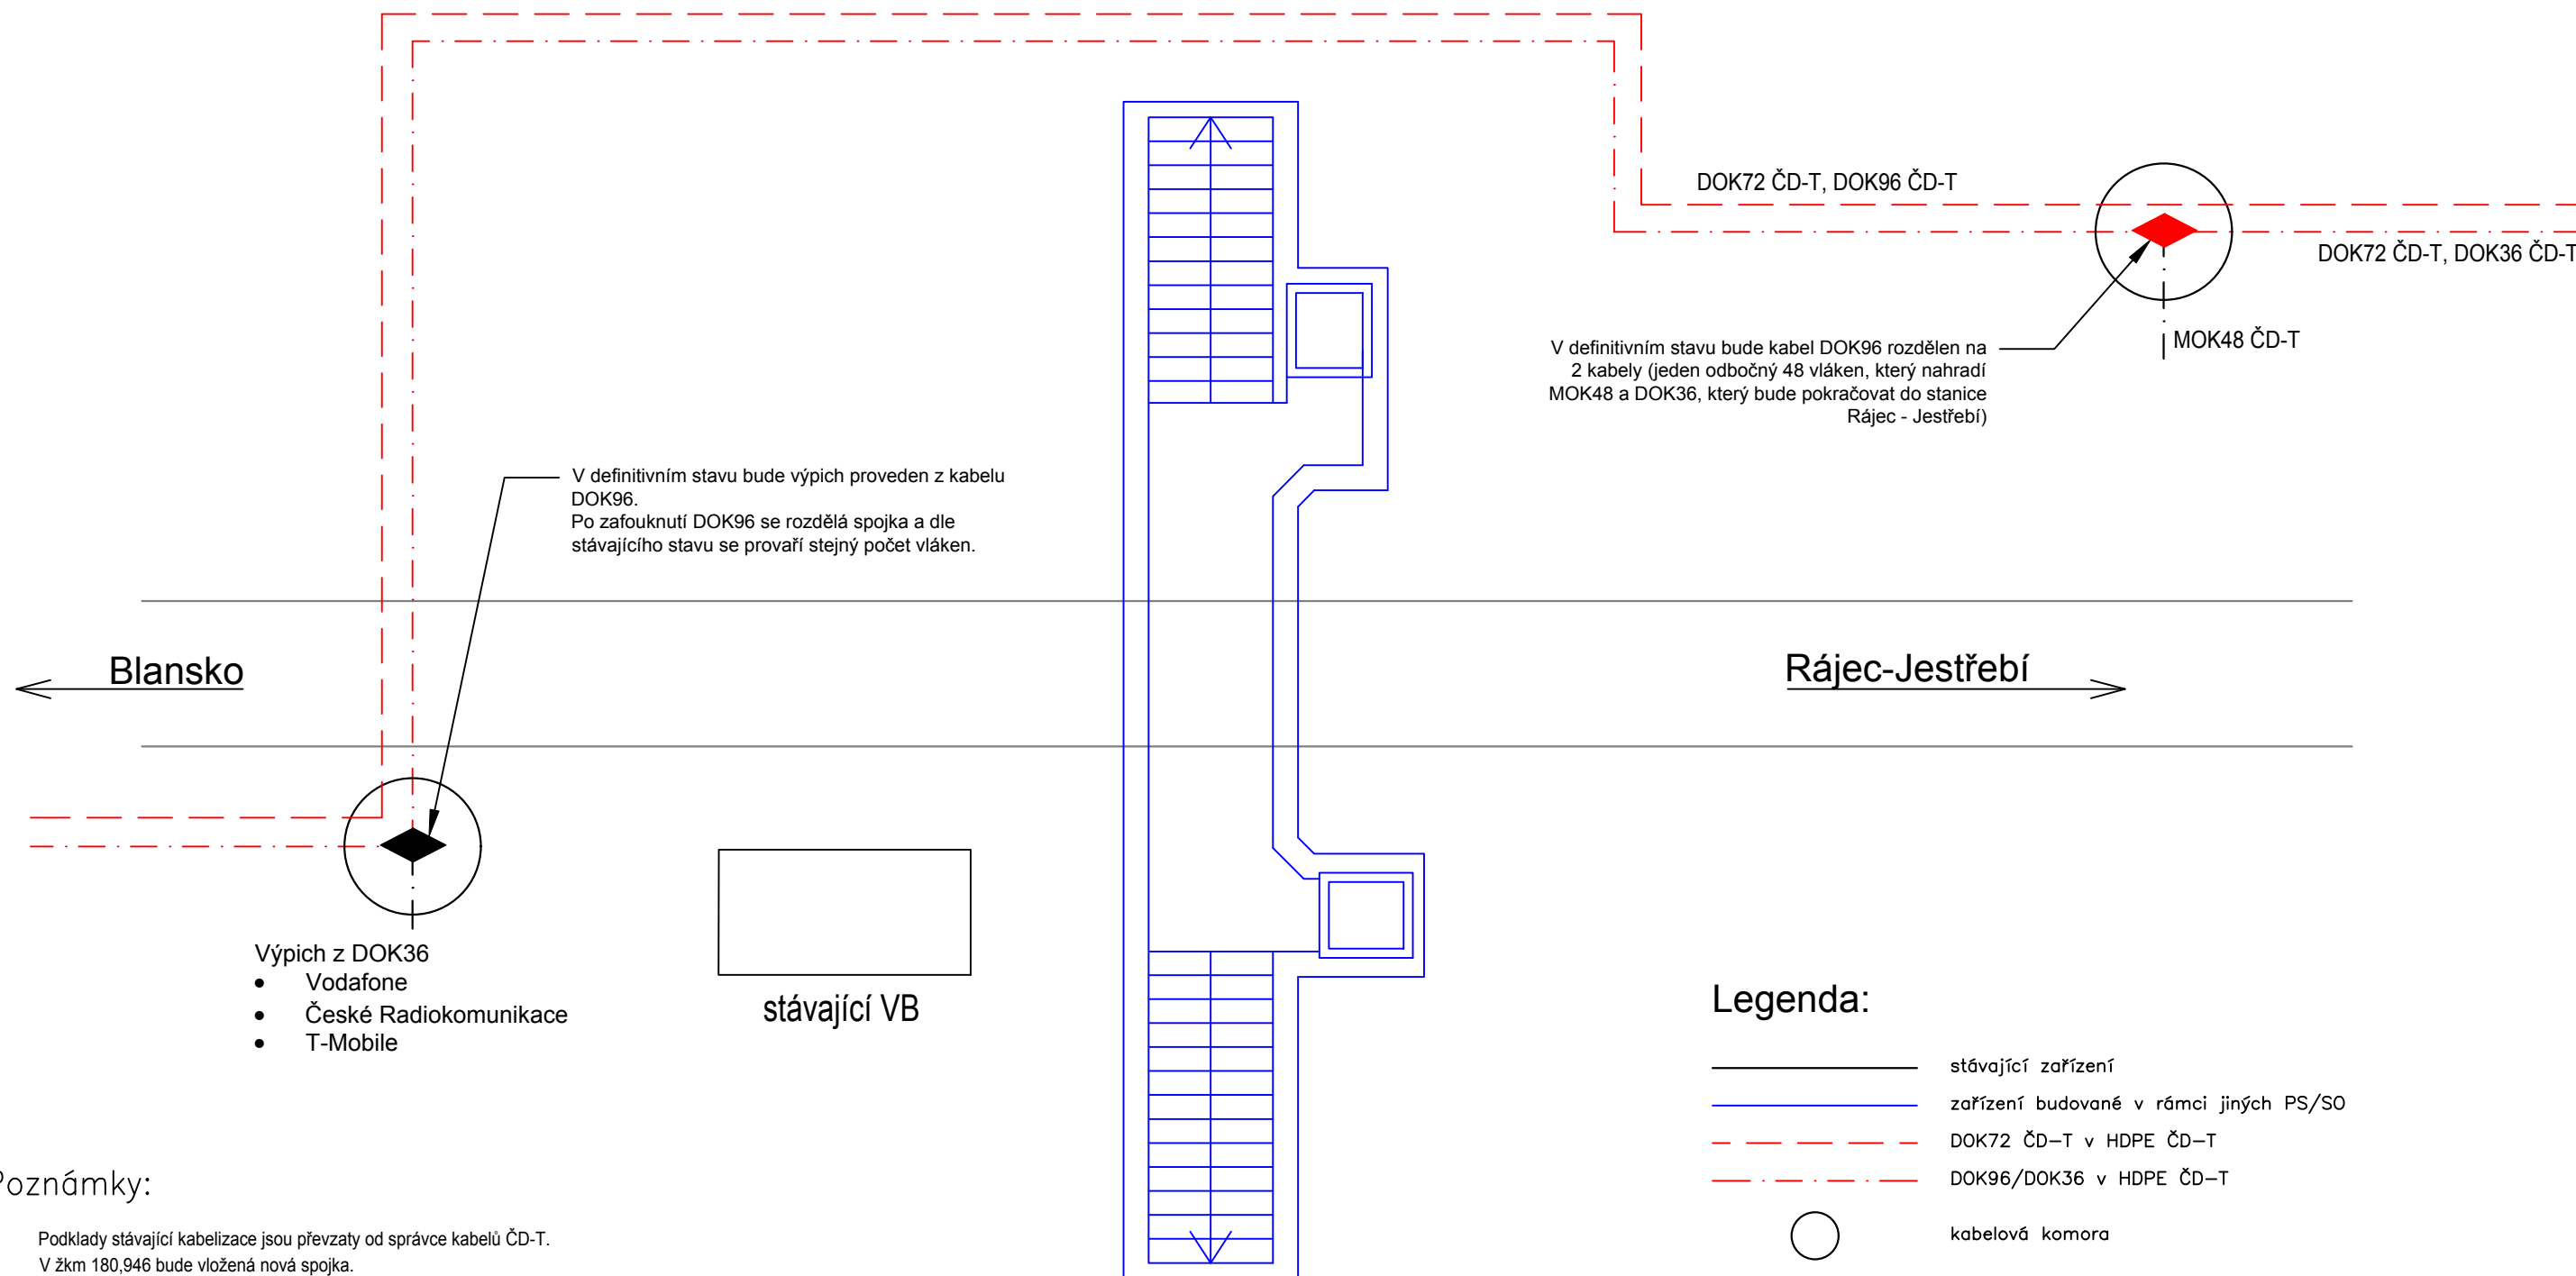 DOK72 ČD-T, DOK96 ČD-T
DOK72 ČD-T, DOK36 ČD-T
MOK48 ČD-T
V definitivním stavu bude kabel DOK96 rozdělen na
2 kabely (jeden odbočný 48 vláken, který nahradí
MOK48 a DOK36, který bude pokračovat do stanice
Rájec - Jestřebí)
V definitivním stavu bude výpich proveden z kabelu
DOK96.
Po zafouknutí DOK96 se rozdělá spojka a dle
stávajícího stavu se provaří stejný počet vláken.
Blansko
Rájec-Jestřebí
Výpich z DOK36
• Vodafone
• České Radiokomunikace
• T-Mobile
stávající VB
Legenda:
stávající zařízení
zařízení budované v rámci jiných PS/SO
DOK72 ČD-T v HDPE ČD-T
DOK96/DOK36 v HDPE ČD-T
kabelová komora
Poznámky:
Podklady stávající kabelizace jsou převzaty od správce kabelů ČD-T.
V žkm 180,946 bude vložená nová spojka.